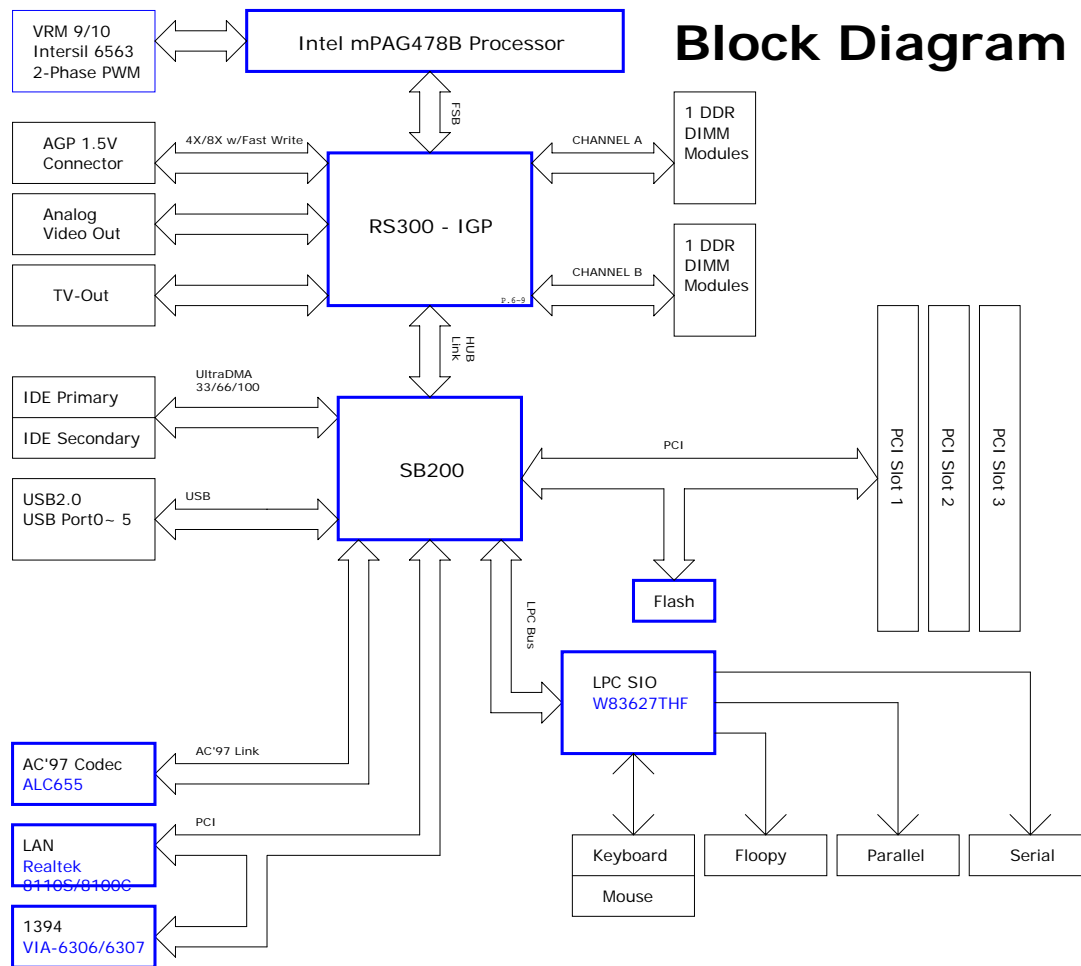 Block Diagram
VRM 9/10
Intersil 6563
2-Phase PWM
Intel mPAG478B Processor
FSB
AGP 1.5V
Connector
4X/8X w/Fast Write
Analog
Video Out
TV-Out
RS300 - IGP
P.6-9
CHANNEL A
1 DDR
DIMM
Modules
CHANNEL B
1 DDR
DIMM
Modules
HUB
Link
IDE Primary
IDE Secondary
UltraDMA
33/66/100
USB2.0
USB Port0~ 5
USB
SB200
PCI
PCI Slot 1
PCI Slot 2
PCI Slot 3
Flash
LPC Bus
LPC SIO
W83627THF
AC'97 Codec
ALC655
AC'97 Link
LAN
Realtek
8110S/8100C
PCI
1394
VIA-6306/6307
Keyboard
Mouse
Floopy
Parallel
Serial